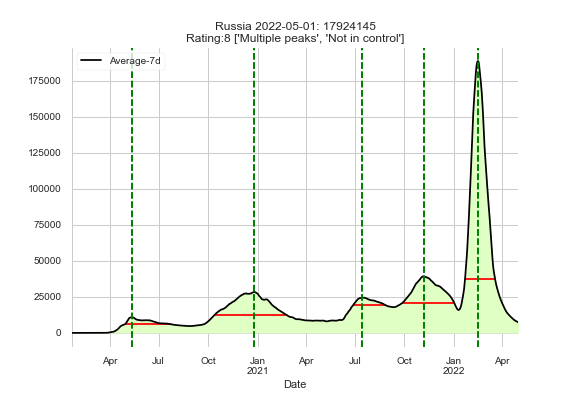 Russia 2022-05-01: 17924145
Rating:8 ['Multiple peaks', 'Not in control']
Average-7d
175000
150000
125000
100000
75000
50000
25000
0
Apr Jul Oct Jan Apr Jul Oct Jan Apr
2021 2022
Date